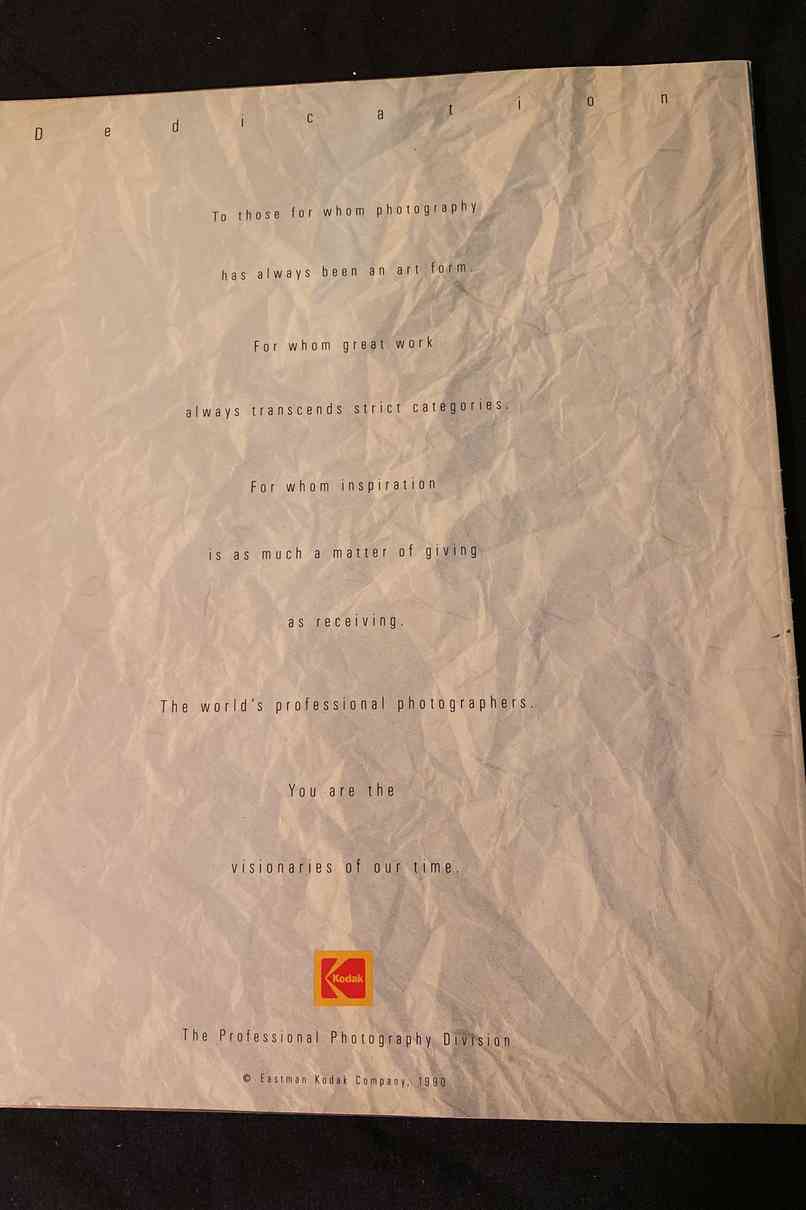 Dedication
To those for whom photography
has always been an art form.
For whom great work
always transcends strict categories.
For whom inspiration
is as much a matter of giving
as receiving.
The world's professional photographers.
You are the
visionaries of our time.
Kodak
The Professional Photography Division
© Eastman Kodak Company, 1990